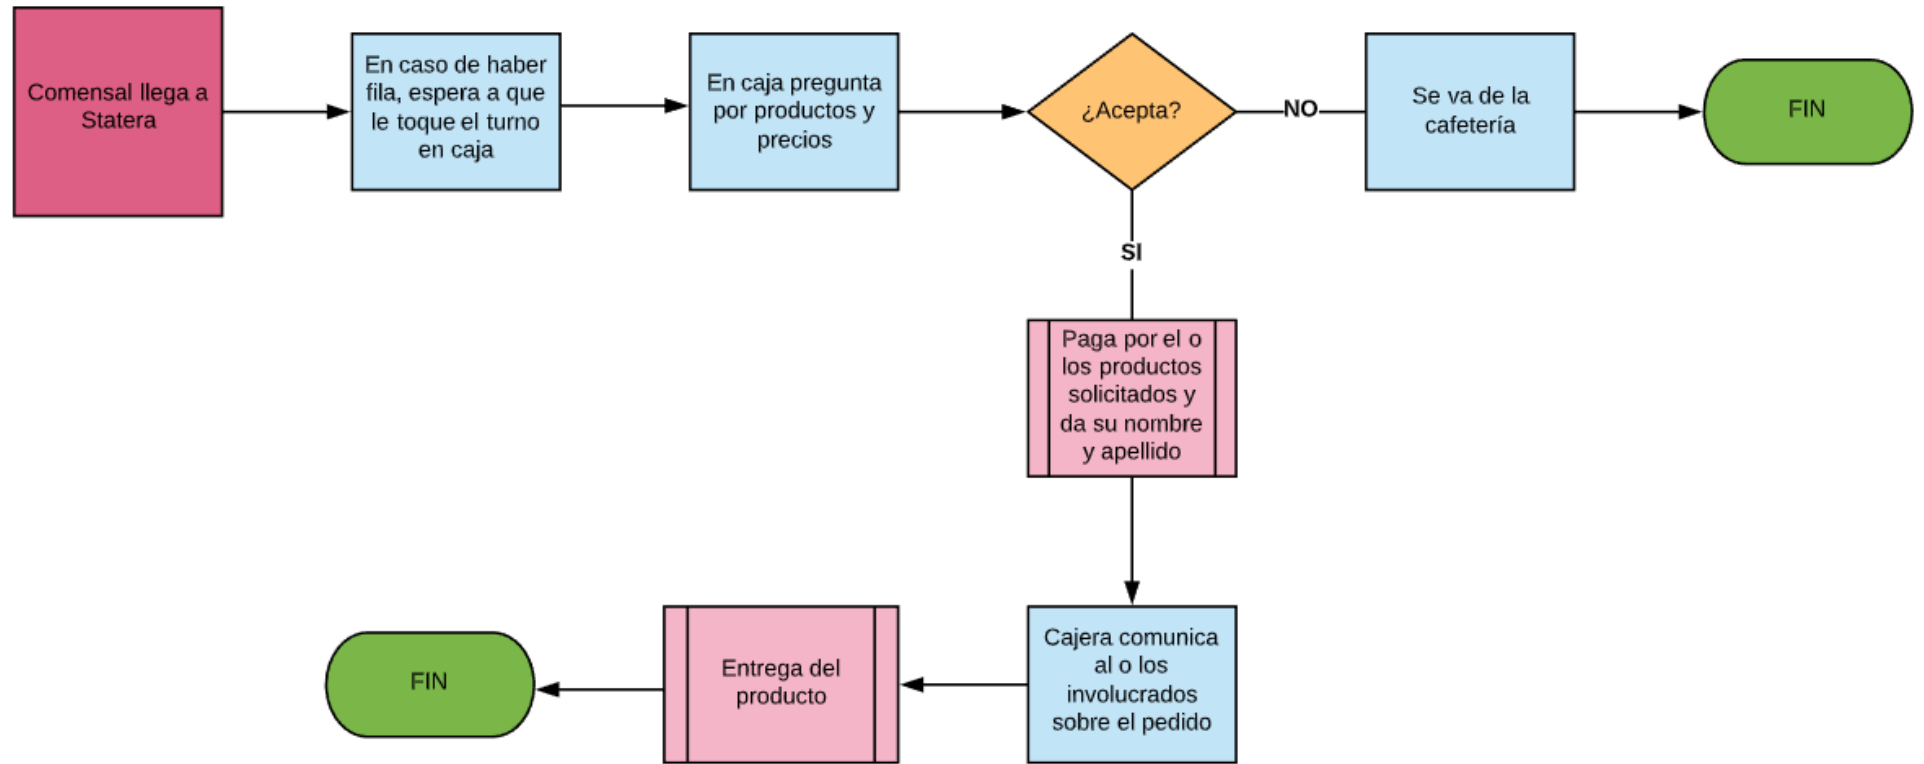 Comensal llega a
Statera
En caso de haber
fila, espera a que
le toque el turno
en caja
En caja pregunta
por productos y
precios
¿Acepta?
NO
Se va de la
cafetería
FIN
SI
Paga por el o
los productos
solicitados y
da su nombre
y apellido
Cajera comunica
al o los
involucrados
sobre el pedido
Entrega del
producto
FIN